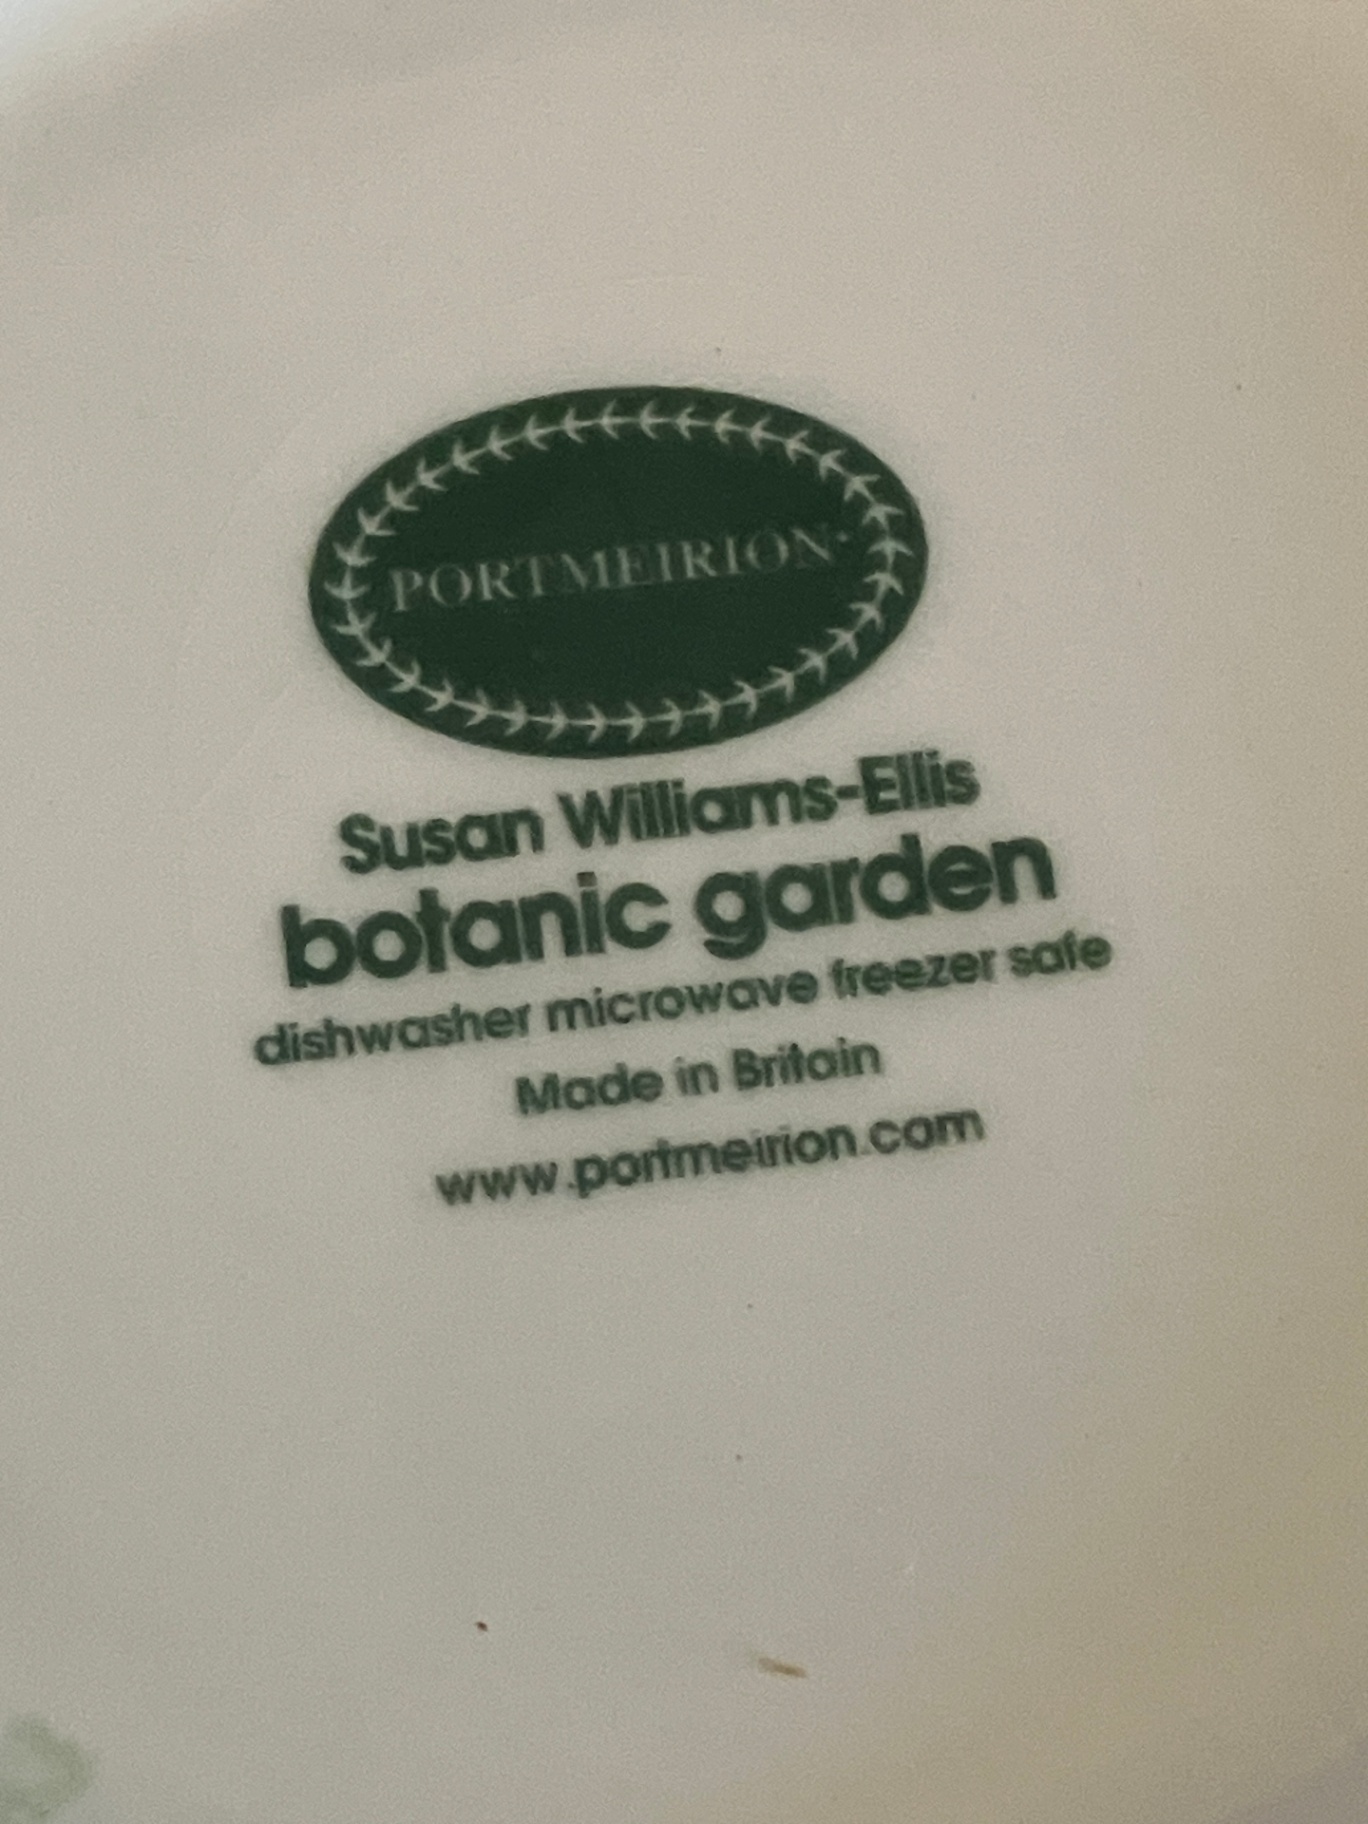 PORTMEIRION
Susan Williams-Ellis
botanic garden
dishwasher microwave freezer safe
Made in Britain
www.portmeirion.com